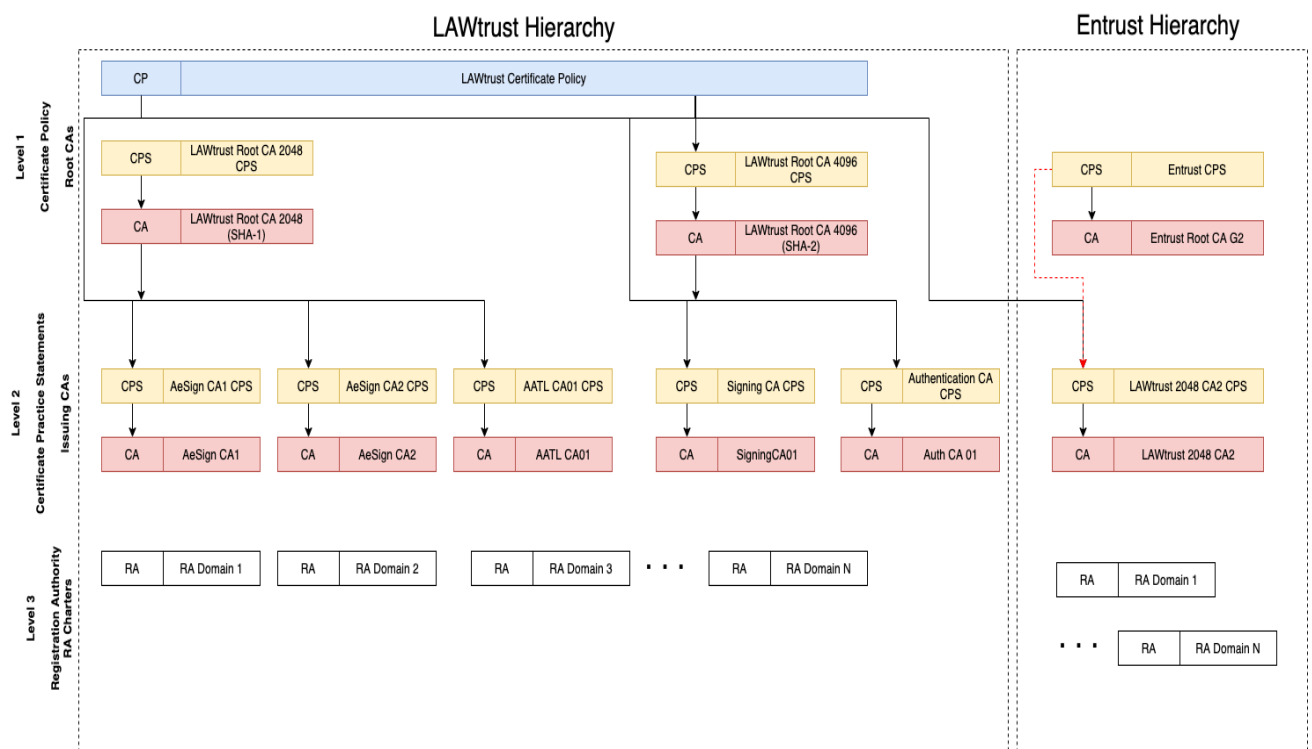 LAWtrust Hierarchy
Entrust Hierarchy
Level 1
Certificate Policy
Root CAs
CP
LAWtrust Certificate Policy
CPS
LAWtrust Root CA 2048
CPS
CA
LAWtrust Root CA 2048
(SHA-1)
CPS
LAWtrust Root CA 4096
CPS
CA
LAWtrust Root CA 4096
(SHA-2)
CPS
Entrust CPS
CA
Entrust Root CA G2
Level 2
Certificate Practice Statements
Issuing CAs
CPS
AeSign CA1 CPS
CPS
AeSign CA2 CPS
CPS
AATL CA01 CPS
CPS
Signing CA CPS
CPS
Authentication CA
CPS
CPS
LAWtrust 2048 CA2 CPS
CA
AeSign CA1
CA
AeSign CA2
CA
AATL CA01
CA
SigningCA01
CA
Auth CA 01
CA
LAWtrust 2048 CA2
Level 3
Registration Authority
RA Charters
RA
RA Domain 1
RA
RA Domain 2
RA
RA Domain 3
. . .
RA
RA Domain N
RA
RA Domain 1
. . .
RA
RA Domain N